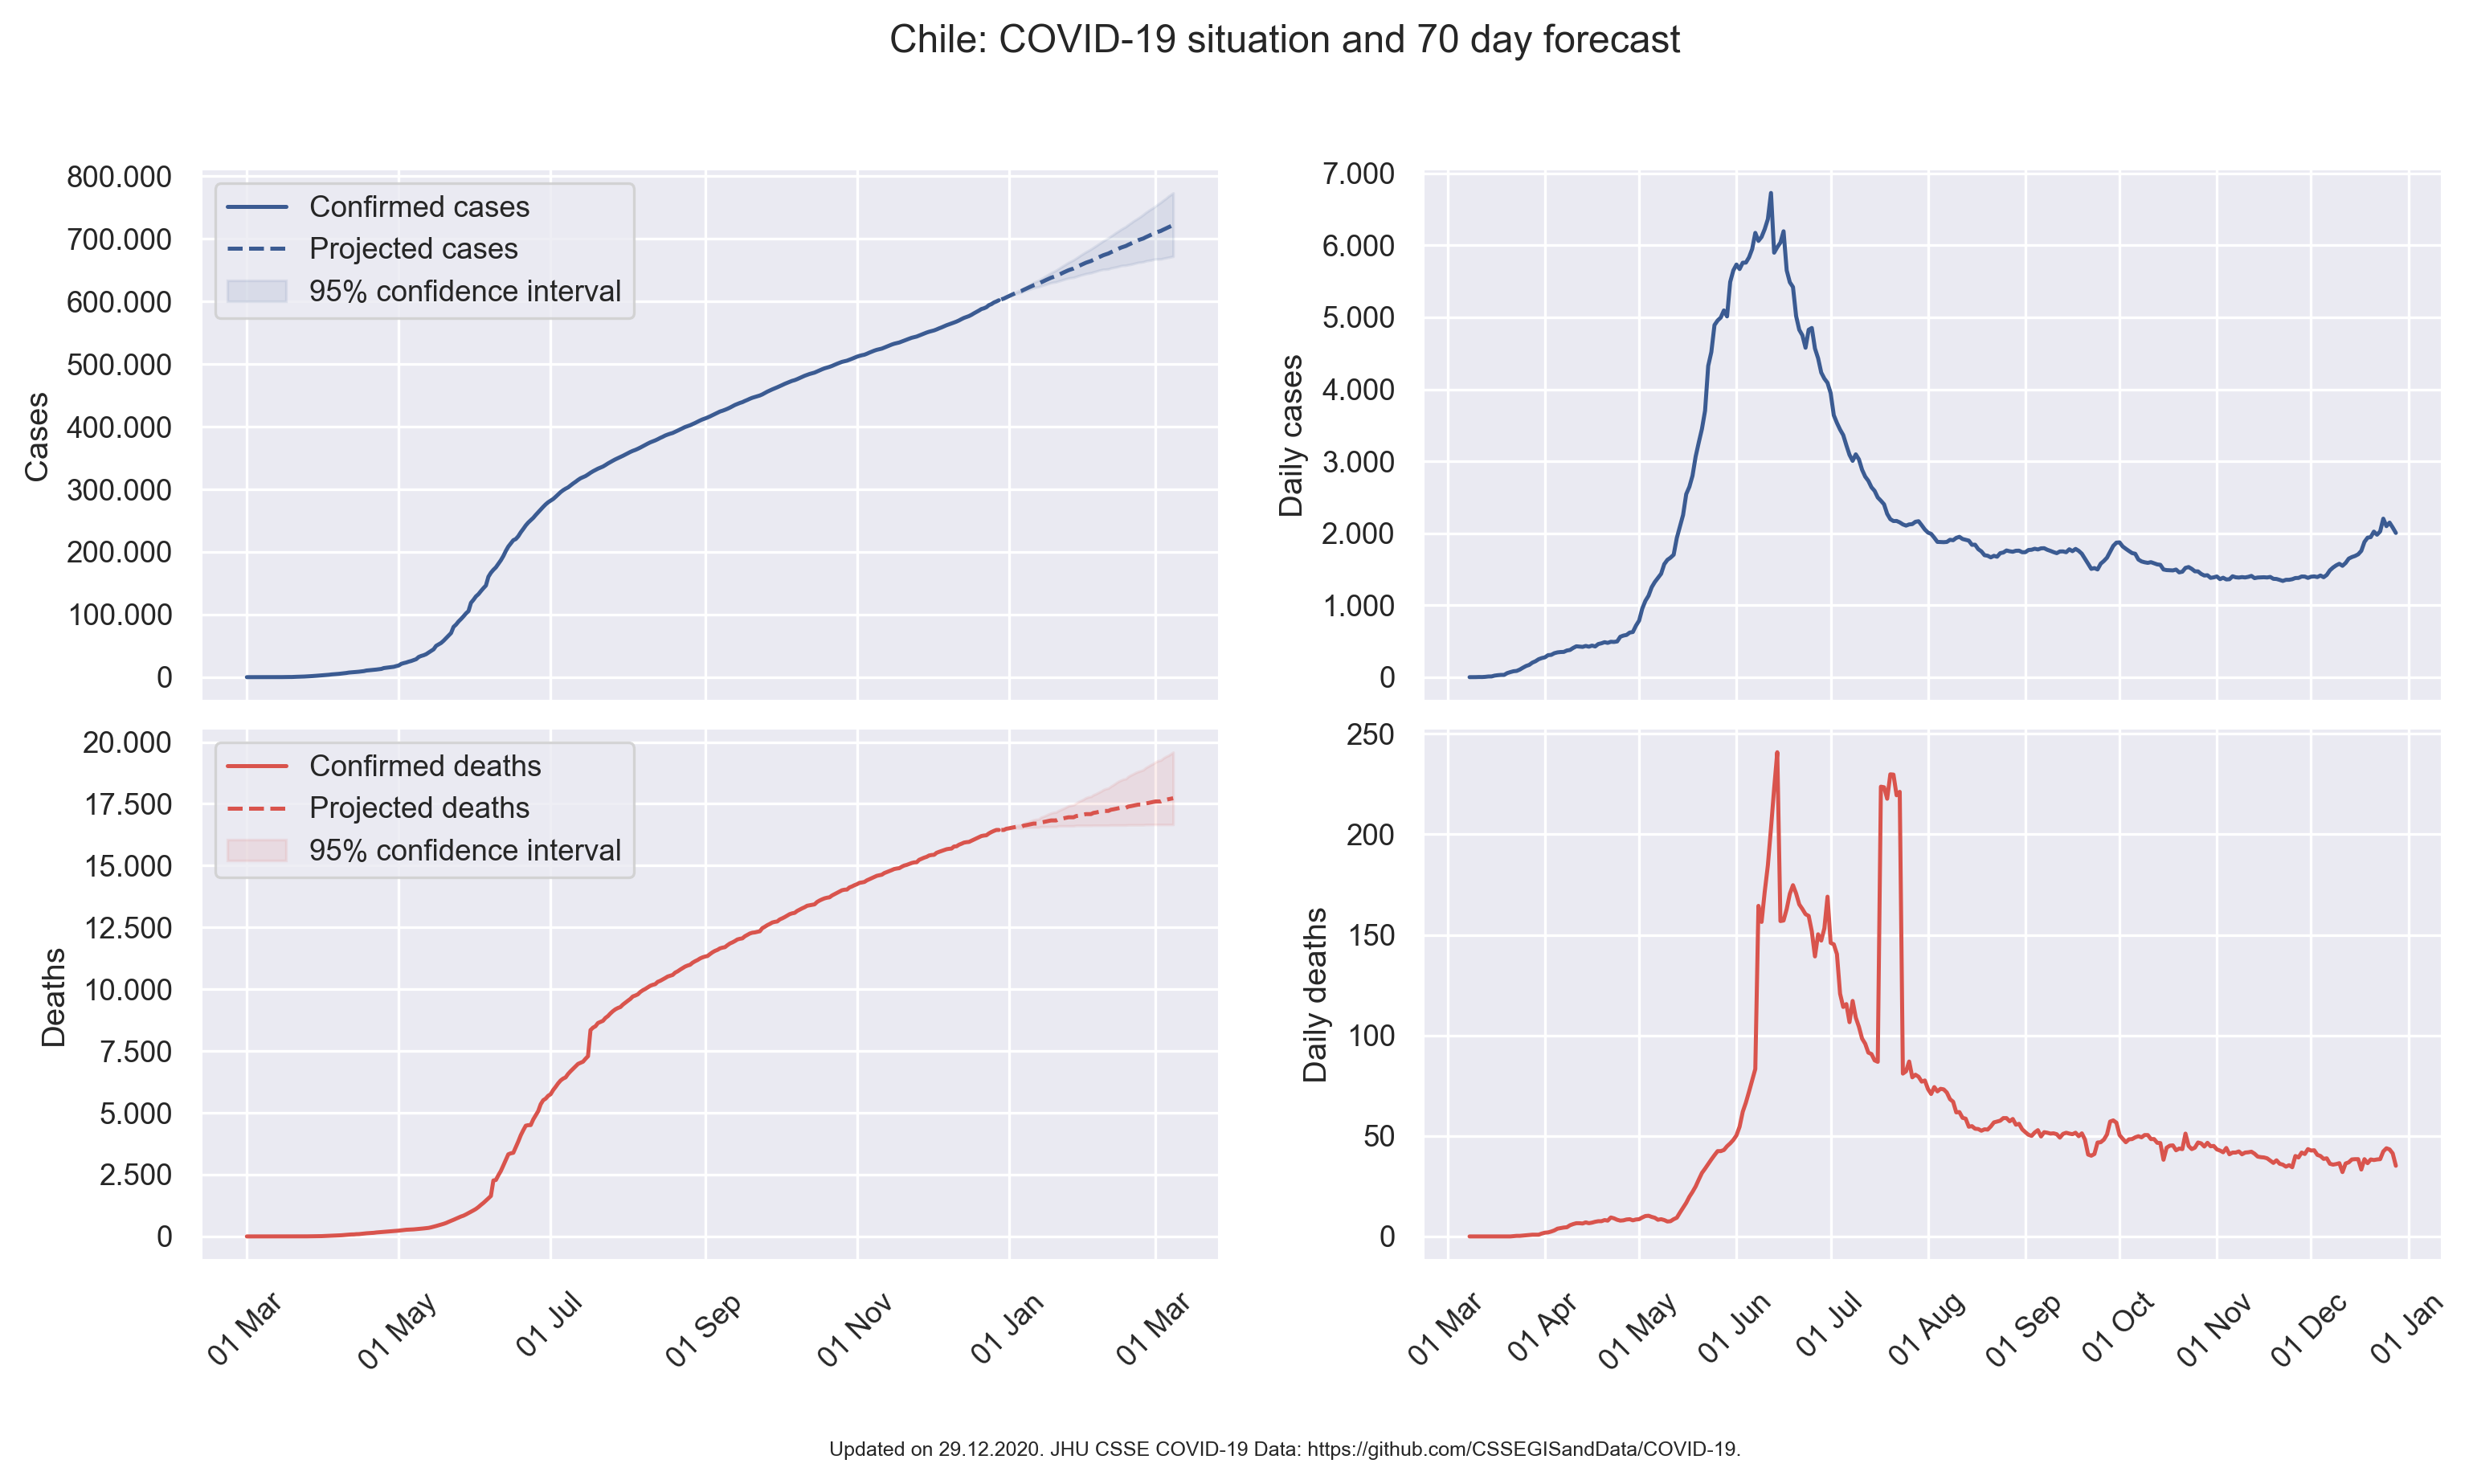 Chile: COVID-19 situation and 70 day forecast
800.000
700.000
600.000
500.000
400.000
300.000
200.000
100.000
0
Cases
Confirmed cases
Projected cases
95% confidence interval
7.000
6.000
5.000
4.000
3.000
2.000
1.000
0
Daily cases
20.000
17.500
15.000
12.500
10.000
7.500
5.000
2.500
0
Deaths
Confirmed deaths
Projected deaths
95% confidence interval
01 Mar
01 May
01 Jul
01 Sep
01 Nov
01 Jan
01 Mar
250
200
150
100
50
0
Daily deaths
01 Mar
01 Apr
01 May
01 Jun
01 Jul
01 Aug
01 Sep
01 Oct
01 Nov
01 Dec
01 Jan
Updated on 29.12.2020. JHU CSSE COVID-19 Data: https://github.com/CSSEGISandData/COVID-19.